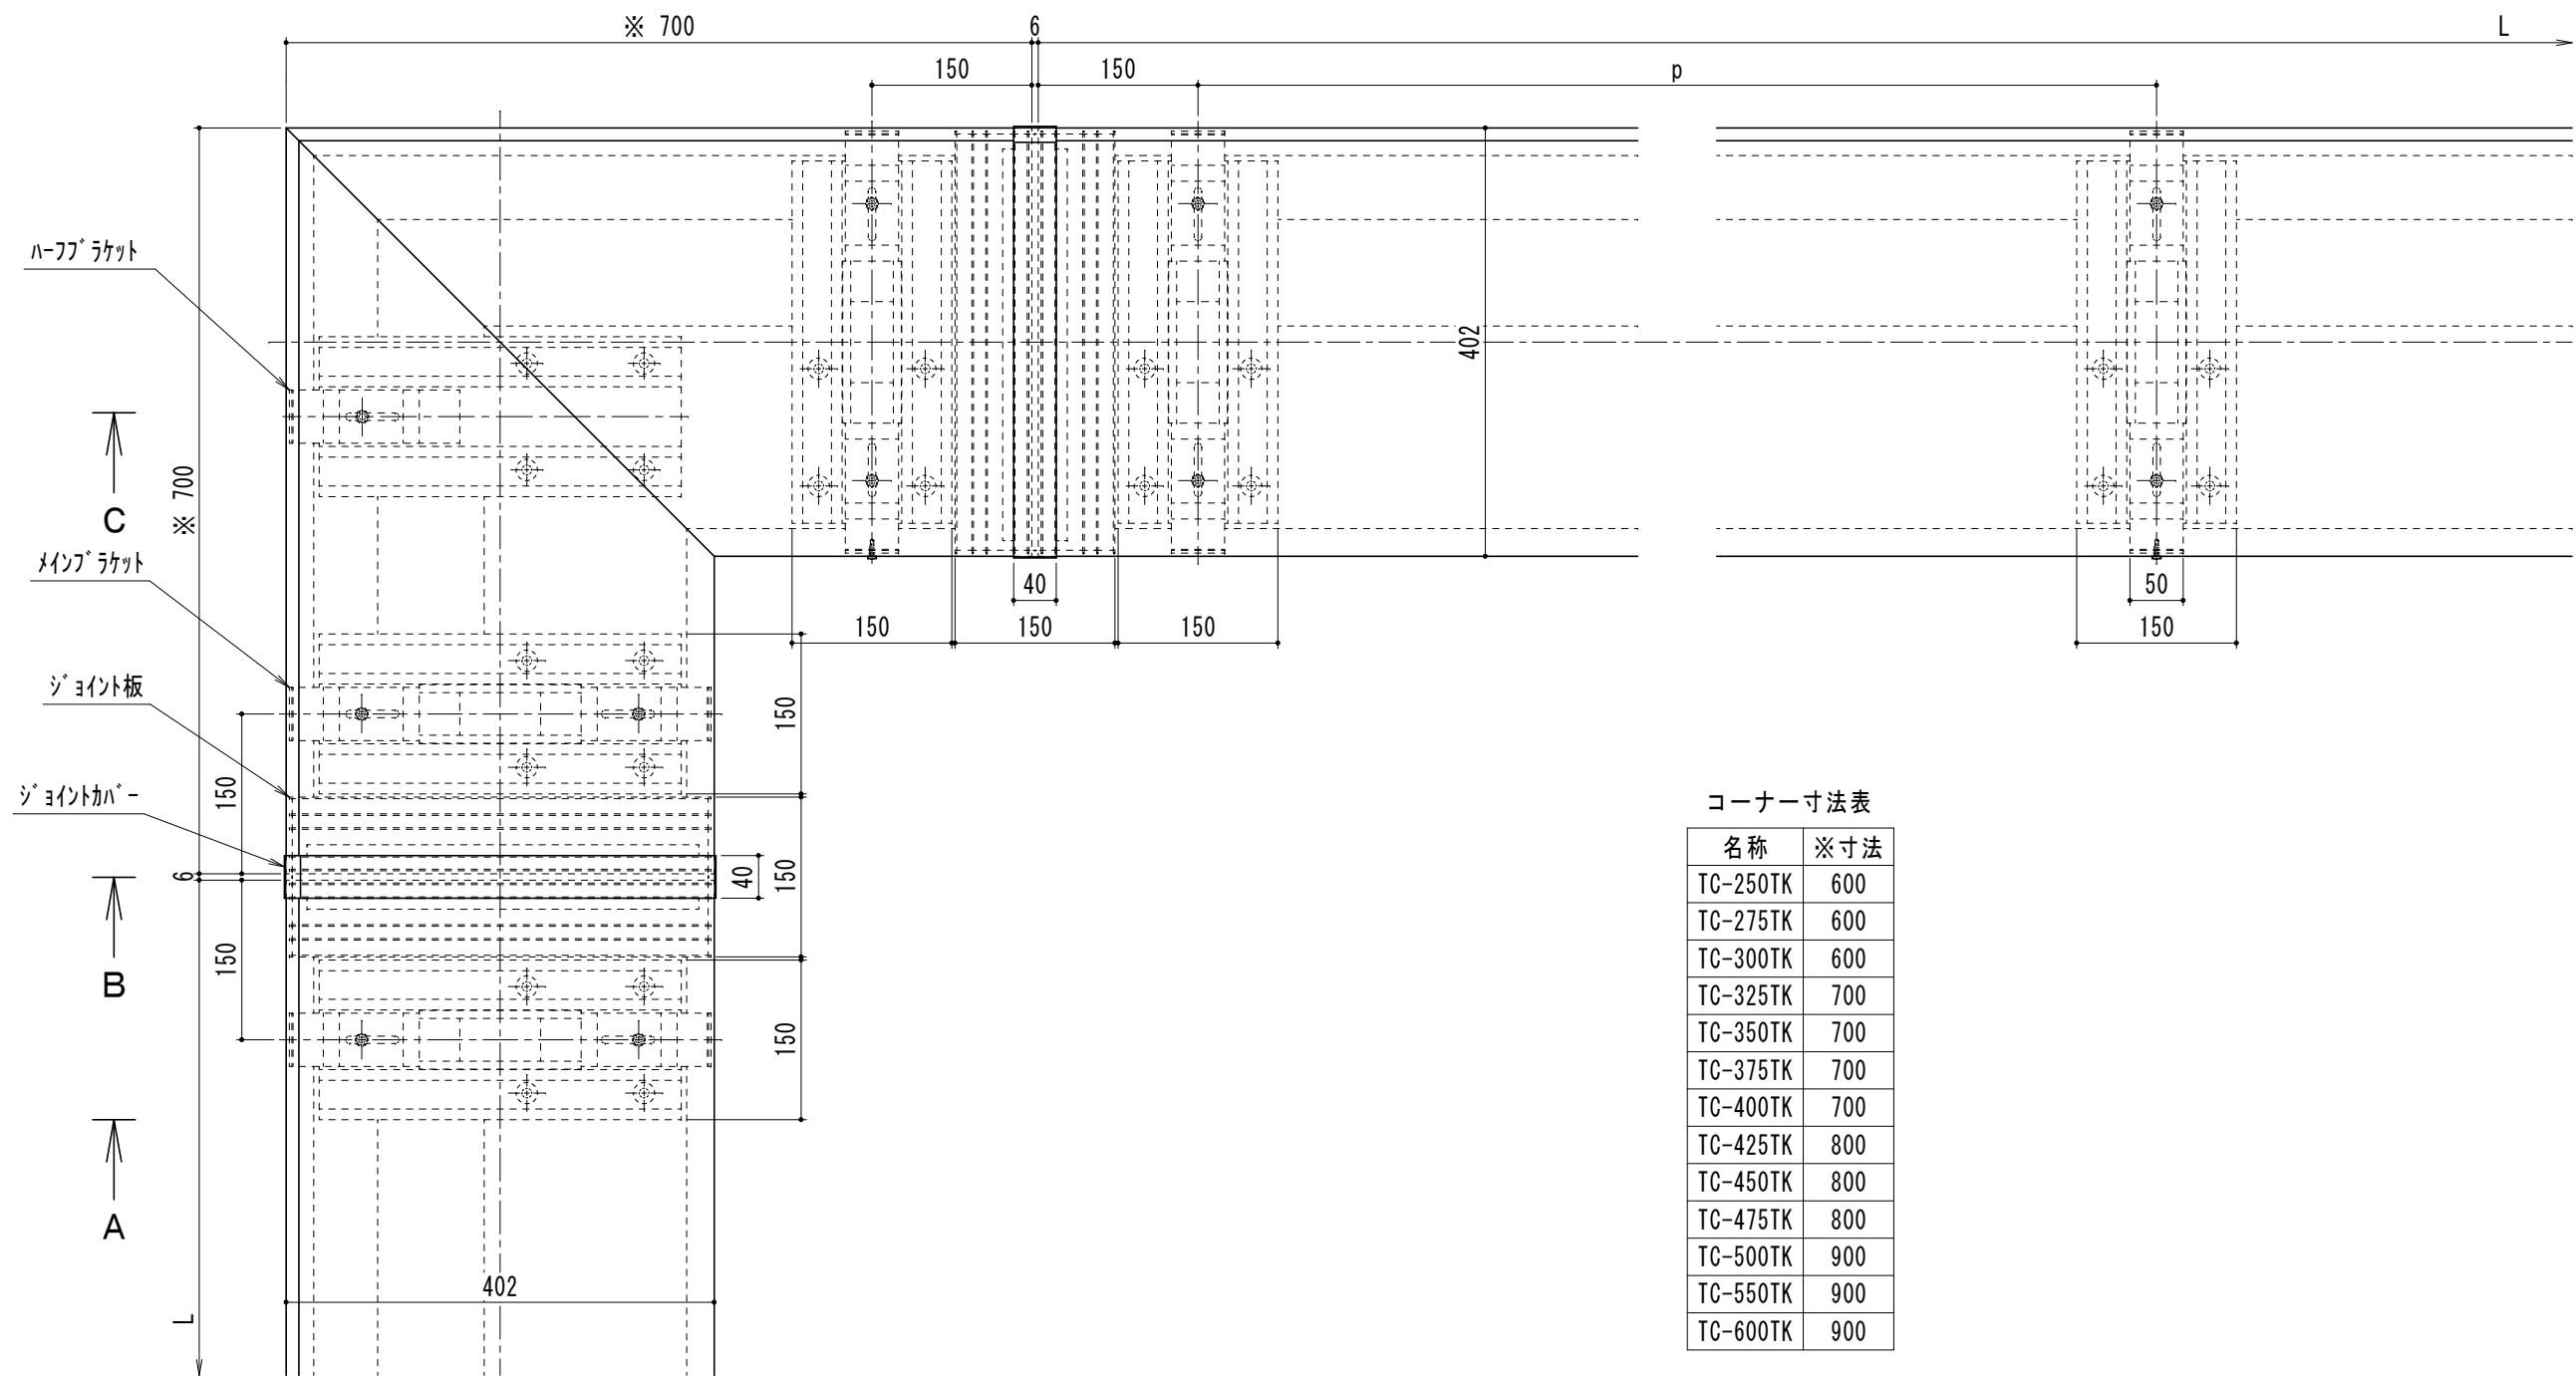 ※ 700
6
L
150
150
p
ハーフブラケット
402
C
※ 700
メインブラケット
40
50
150
150
150
150
ジョイント板
150
150
ジョイントカバー
6
40
150
B
150
150
A
402
L
コーナー寸法表
名称 ※寸法
TC-250TK 600
TC-275TK 600
TC-300TK 600
TC-325TK 700
TC-350TK 700
TC-375TK 700
TC-400TK 700
TC-425TK 800
TC-450TK 800
TC-475TK 800
TC-500TK 900
TC-550TK 900
TC-600TK 900